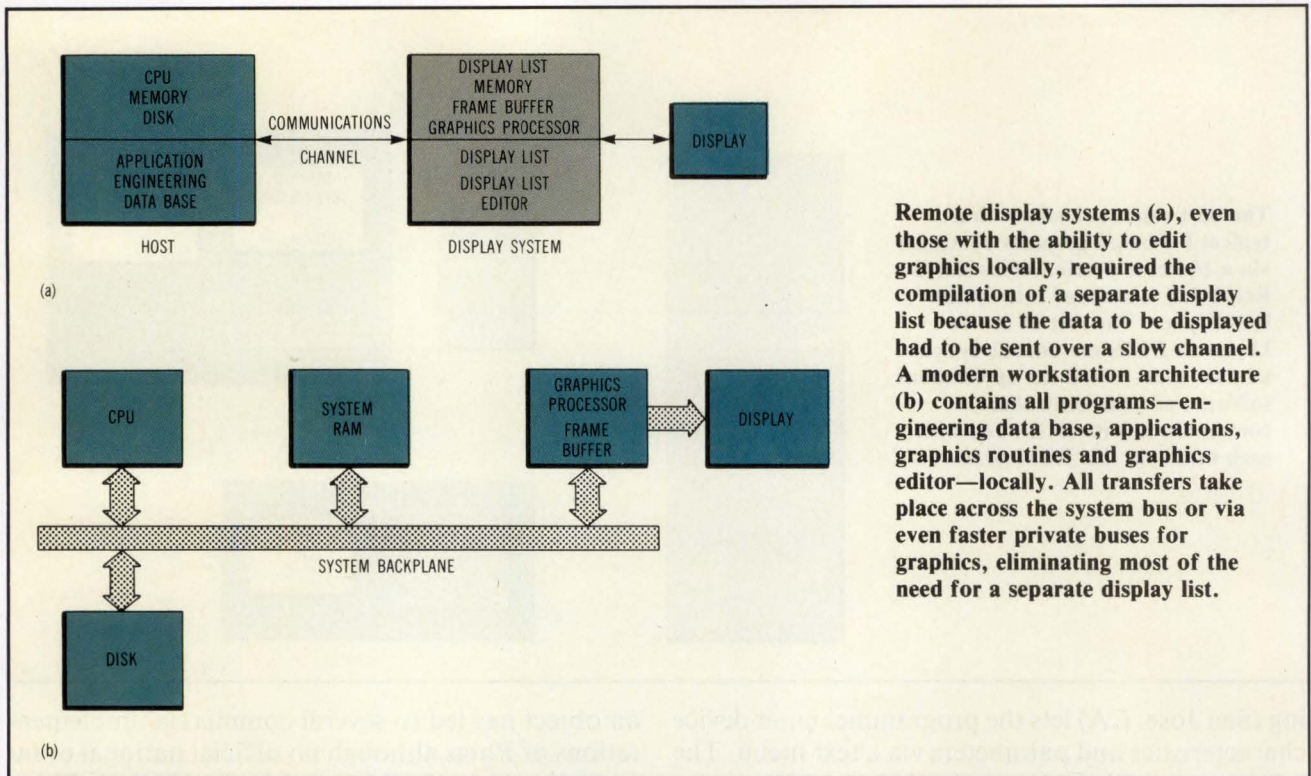 CPU
MEMORY
DISK
APPLICATION
ENGINEERING
DATA BASE
HOST
COMMUNICATIONS
CHANNEL
DISPLAY LIST
MEMORY
FRAME BUFFER
GRAPHICS PROCESSOR
DISPLAY LIST
DISPLAY LIST
EDITOR
DISPLAY SYSTEM
DISPLAY
(a)
CPU
SYSTEM
RAM
GRAPHICS
PROCESSOR
FRAME
BUFFER
DISPLAY
SYSTEM BACKPLANE
DISK
(b)
Remote display systems (a), even
those with the ability to edit
graphics locally, required the
compilation of a separate display
list because the data to be displayed
had to be sent over a slow channel.
A modern workstation architecture
(b) contains all programs—en-
gineering data base, applications,
graphics routines and graphics
editor—locally. All transfers take
place across the system bus or via
even faster private buses for
graphics, eliminating most of the
need for a separate display list.